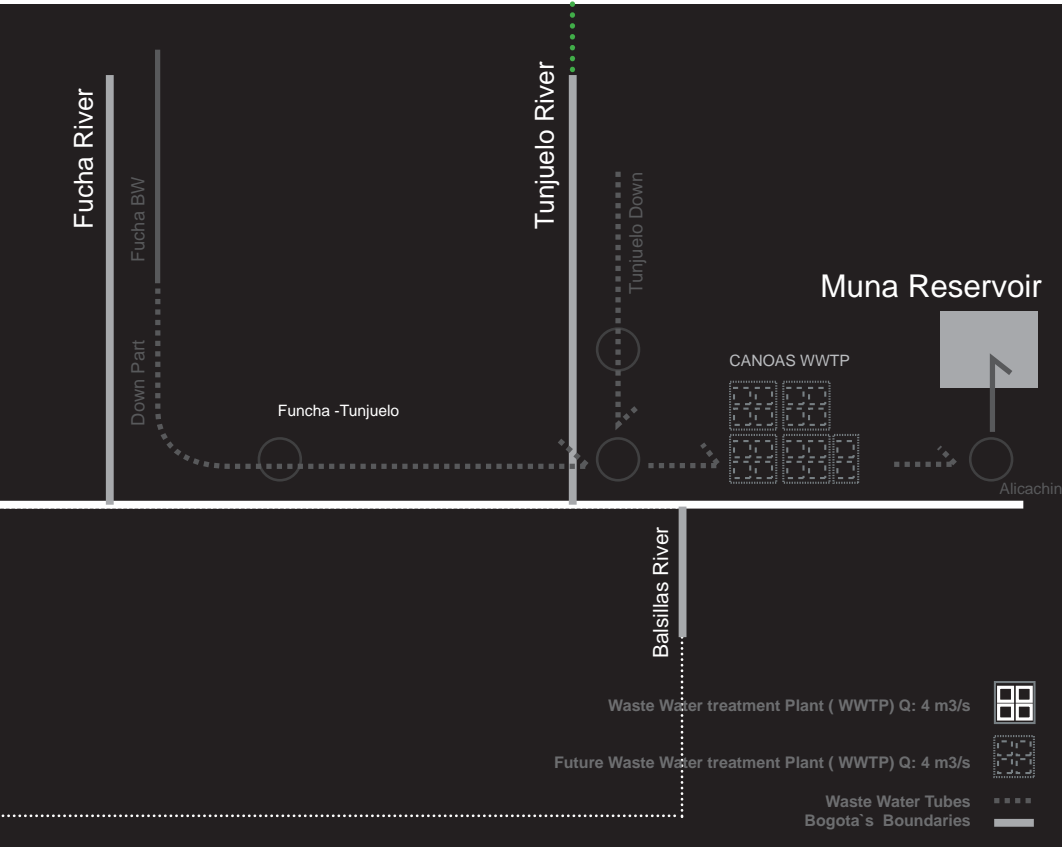 Fucha River
Fucha BW
Down Part
Funcha -Tunjuelo
Tunjuelo River
Tunjuelo Down
Muna Reservoir
CANOAS WWTP
Alicachin
Balsillas River
Waste Water treatment Plant ( WWTP) Q: 4 m3/s
Future Waste Water treatment Plant ( WWTP) Q: 4 m3/s
Waste Water Tubes
Bogota`s Boundaries